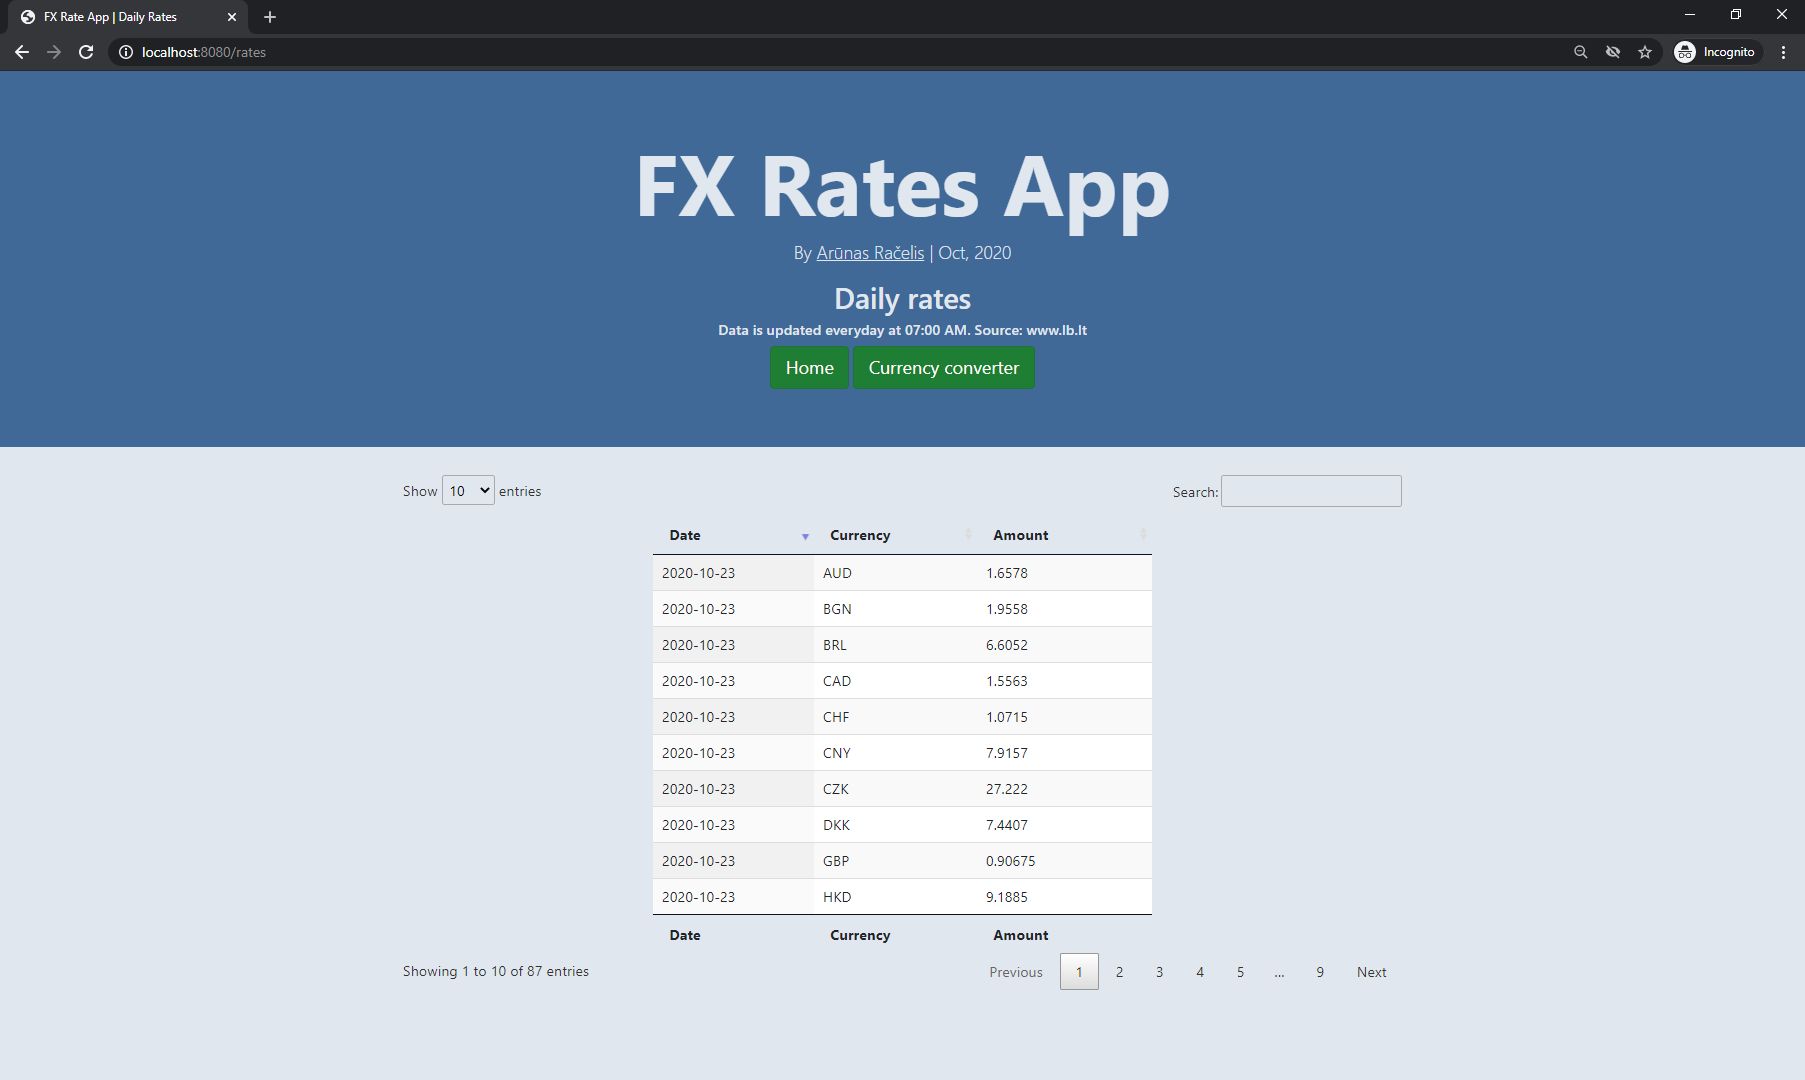 FX Rate App | Daily Rates
localhost:8080/rates
Incognito
FX Rates App
By Arūnas Račelis | Oct, 2020
Daily rates
Data is updated everyday at 07:00 AM. Source: www.lb.lt
Home Currency converter
Show 10 entries Search:
Date Currency Amount
2020-10-23 AUD 1.6578
2020-10-23 BGN 1.9558
2020-10-23 BRL 6.6052
2020-10-23 CAD 1.5563
2020-10-23 CHF 1.0715
2020-10-23 CNY 7.9157
2020-10-23 CZK 27.222
2020-10-23 DKK 7.4407
2020-10-23 GBP 0.90675
2020-10-23 HKD 9.1885
Date Currency Amount
Showing 1 to 10 of 87 entries Previous 1 2 3 4 5 ... 9 Next